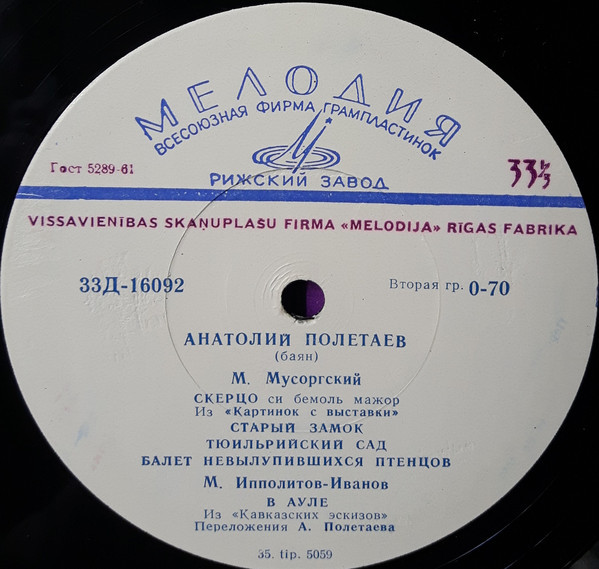 МЕЛОДИЯ
ВСЕСОЮЗНАЯ ФИРМА ГРАМПЛАСТИНОК
РИЖСКИЙ ЗАВОД
Гост 5289-61
33⅓
VISSAVIENĪBAS SKAŅUPLAŠU FIRMA «MELODIJA» RĪGAS FABRIKA
33Д-16092
Вторая гр. 0-70
АНАТОЛИЙ ПОЛЕТАЕВ
(баян)
М. Мусоргский
СКЕРЦО си бемоль мажор
Из «Картинок с выставки»
СТАРЫЙ ЗАМОК
ТЮИЛЬРИЙСКИЙ САД
БАЛЕТ НЕВЫЛУПИВШИХСЯ ПТЕНЦОВ
М. Ипполитов-Иванов
В АУЛЕ
Из «Кавказских эскизов»
Переложения А. Полетаева
35. tip. 5059